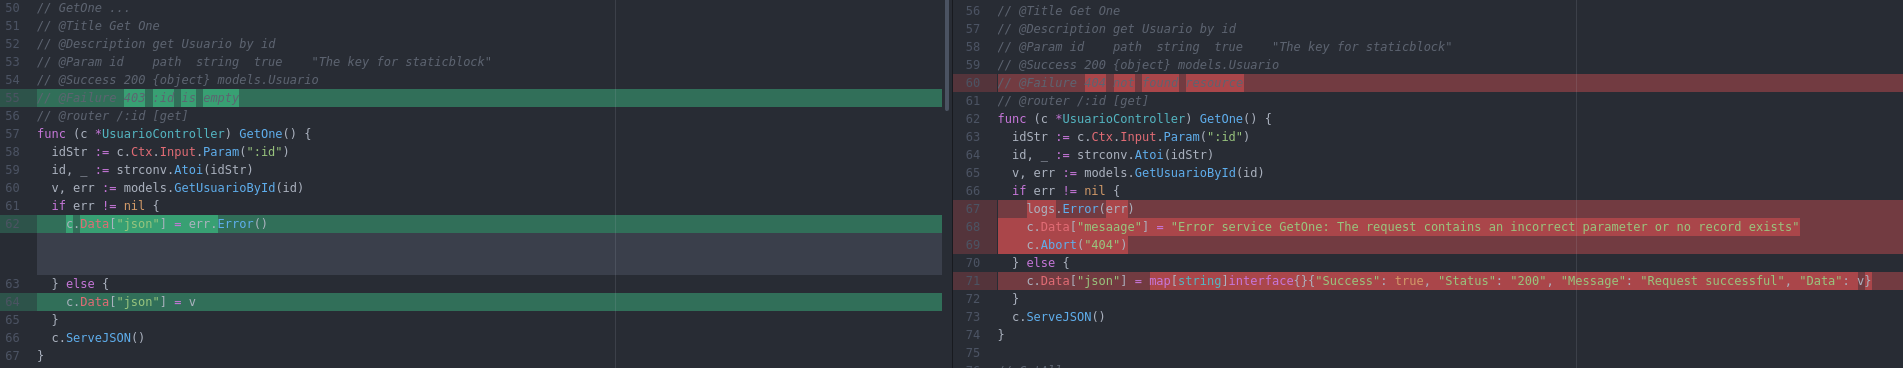 50 // GetOne ...
51 // @Title Get One
52 // @Description get Usuario by id
53 // @Param id    path  string  true    "The key for staticblock"
54 // @Success 200 {object} models.Usuario
55 // @Failure 403 :id is empty
56 // @router /:id [get]
57 func (c *UsuarioController) GetOne() {
58   idStr := c.Ctx.Input.Param(":id")
59   id, _ := strconv.Atoi(idStr)
60   v, err := models.GetUsuarioById(id)
61   if err != nil {
62     c.Data["json"] = err.Error()
63   } else {
64     c.Data["json"] = v
65   }
66   c.ServeJSON()
67 }
56 // @Title Get One
57 // @Description get Usuario by id
58 // @Param id    path  string  true    "The key for staticblock"
59 // @Success 200 {object} models.Usuario
60 // @Failure 404 not found resource
61 // @router /:id [get]
62 func (c *UsuarioController) GetOne() {
63   idStr := c.Ctx.Input.Param(":id")
64   id, _ := strconv.Atoi(idStr)
65   v, err := models.GetUsuarioById(id)
66   if err != nil {
67     logs.Error(err)
68     c.Data["mesaage"] = "Error service GetOne: The request contains an incorrect parameter or no record exists"
69     c.Abort("404")
70   } else {
71     c.Data["json"] = map[string]interface{}{"Success": true, "Status": "200", "Message": "Request successful", "Data": v}
72   }
73   c.ServeJSON()
74 }
75